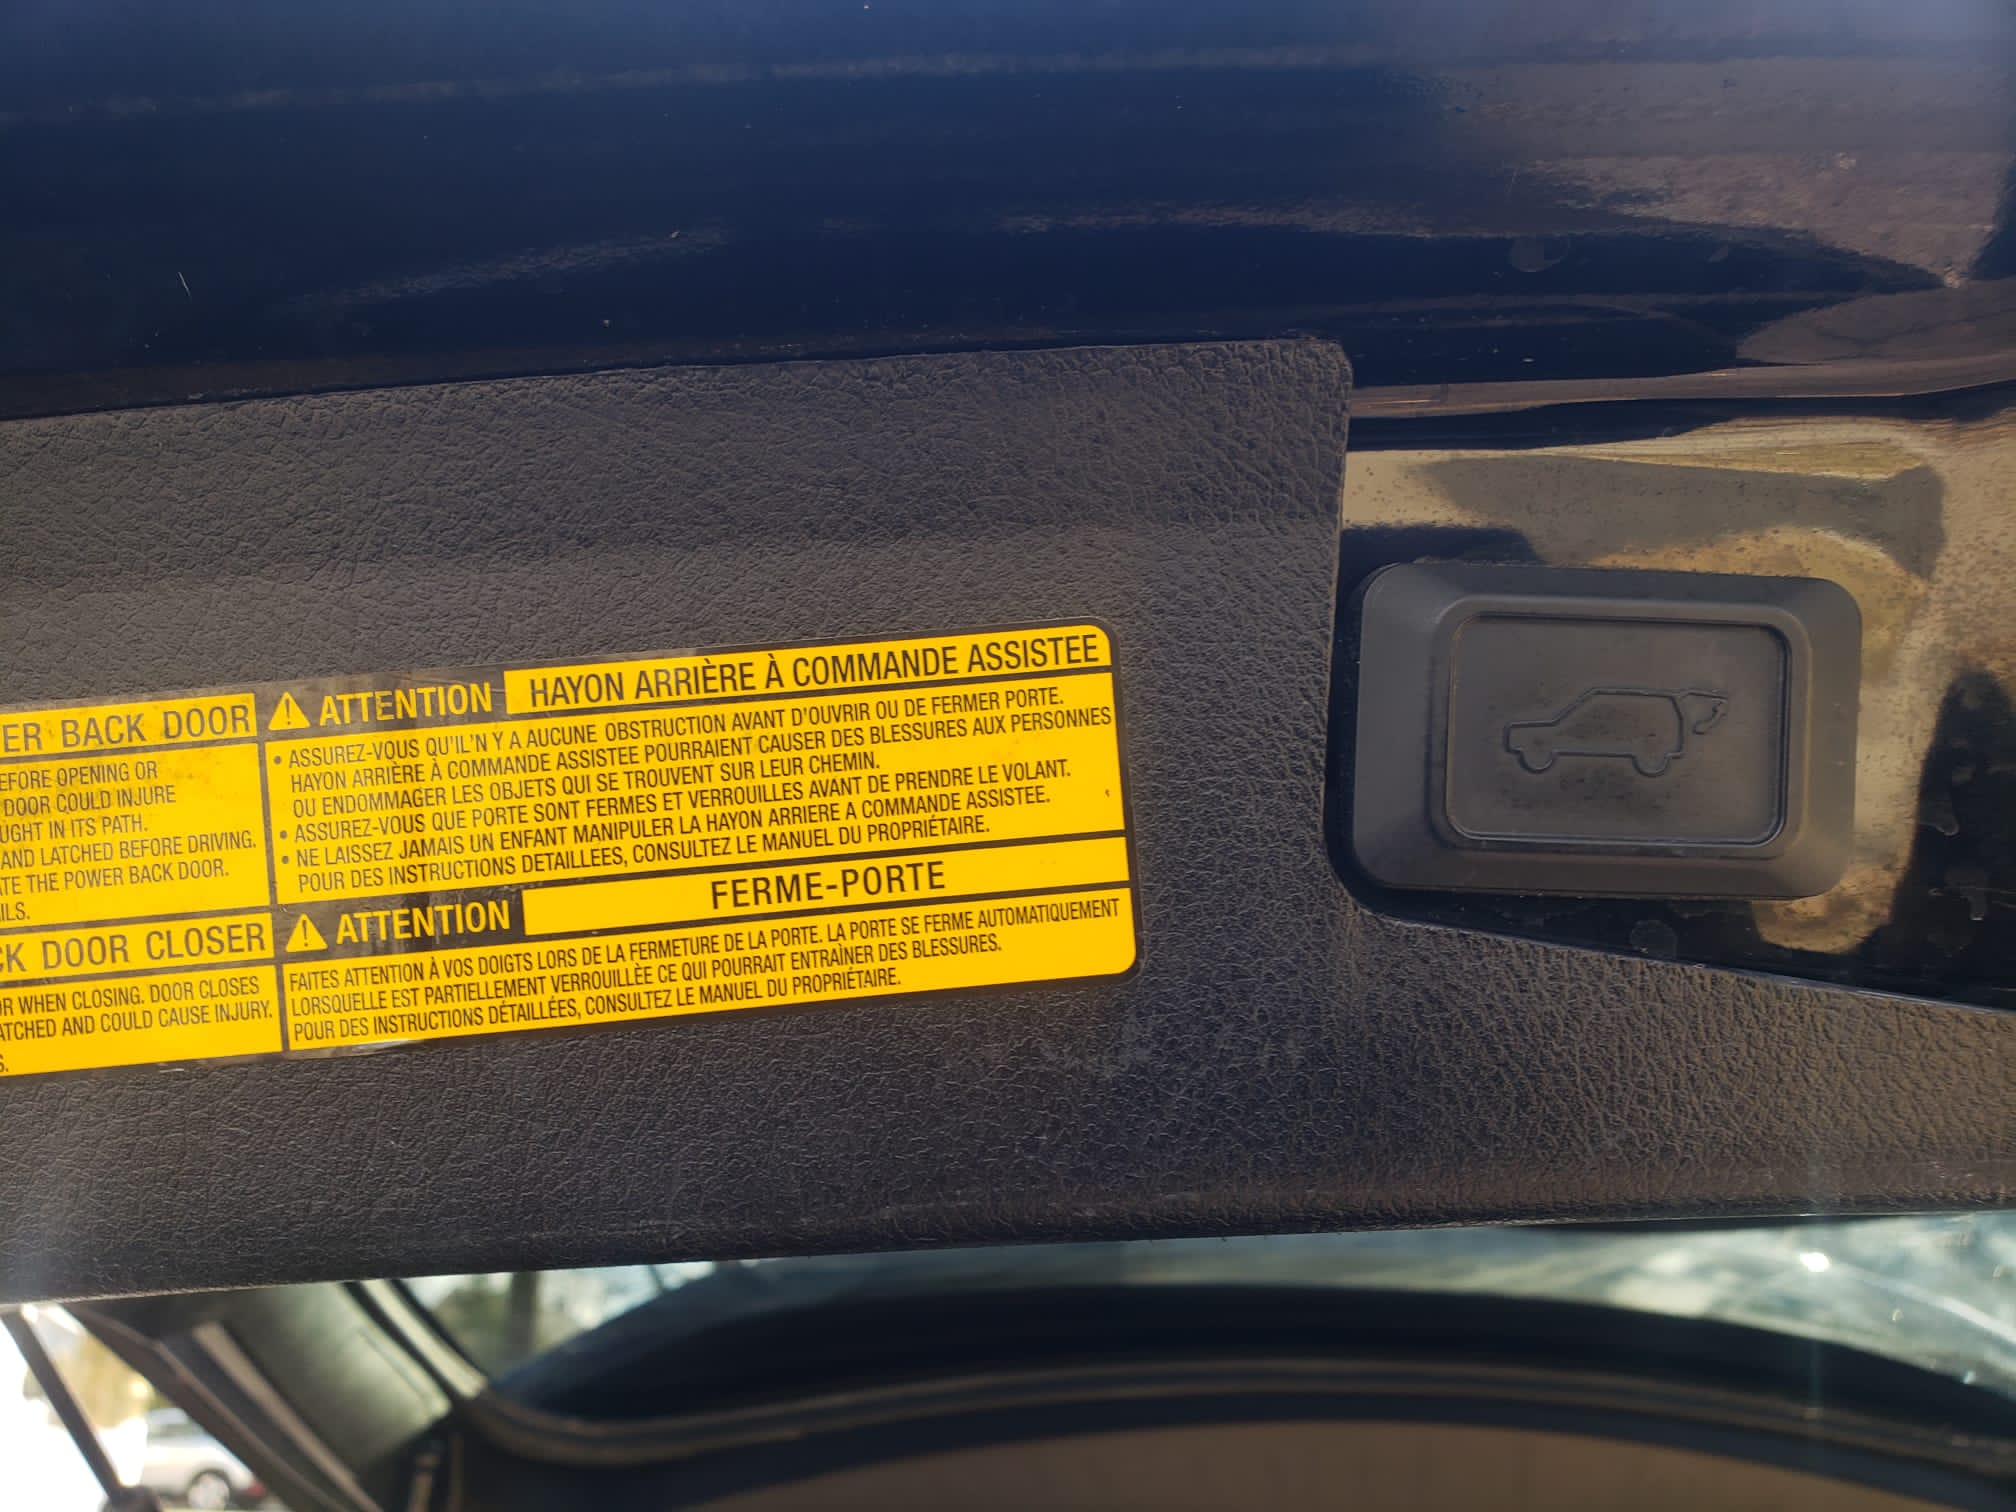 ER BACK DOOR
EFORE OPENING OR
DOOR COULD INJURE
UGHT IN ITS PATH.
AND LATCHED BEFORE DRIVING.
ATE THE POWER BACK DOOR.
ILS.
CK DOOR CLOSER
OR WHEN CLOSING. DOOR CLOSES
ATCHED AND COULD CAUSE INJURY.
S.
⚠ ATTENTION HAYON ARRIÈRE À COMMANDE ASSISTEE
• ASSUREZ-VOUS QU'IL'N Y A AUCUNE OBSTRUCTION AVANT D'OUVRIR OU DE FERMER PORTE.
HAYON ARRIÈRE À COMMANDE ASSISTEE POURRAIENT CAUSER DES BLESSURES AUX PERSONNES
OU ENDOMMAGER LES OBJETS QUI SE TROUVENT SUR LEUR CHEMIN.
• ASSUREZ-VOUS QUE PORTE SONT FERMES ET VERROUILLES AVANT DE PRENDRE LE VOLANT.
• NE LAISSEZ JAMAIS UN ENFANT MANIPULER LA HAYON ARRIERE A COMMANDE ASSISTEE.
POUR DES INSTRUCTIONS DETAILLEES, CONSULTEZ LE MANUEL DU PROPRIÉTAIRE.
⚠ ATTENTION FERME-PORTE
FAITES ATTENTION À VOS DOIGTS LORS DE LA FERMETURE DE LA PORTE. LA PORTE SE FERME AUTOMATIQUEMENT
LORSQUELLE EST PARTIELLEMENT VERROUILLÈE CE QUI POURRAIT ENTRAÎNER DES BLESSURES.
POUR DES INSTRUCTIONS DÉTAILLÉES, CONSULTEZ LE MANUEL DU PROPRIÉTAIRE.